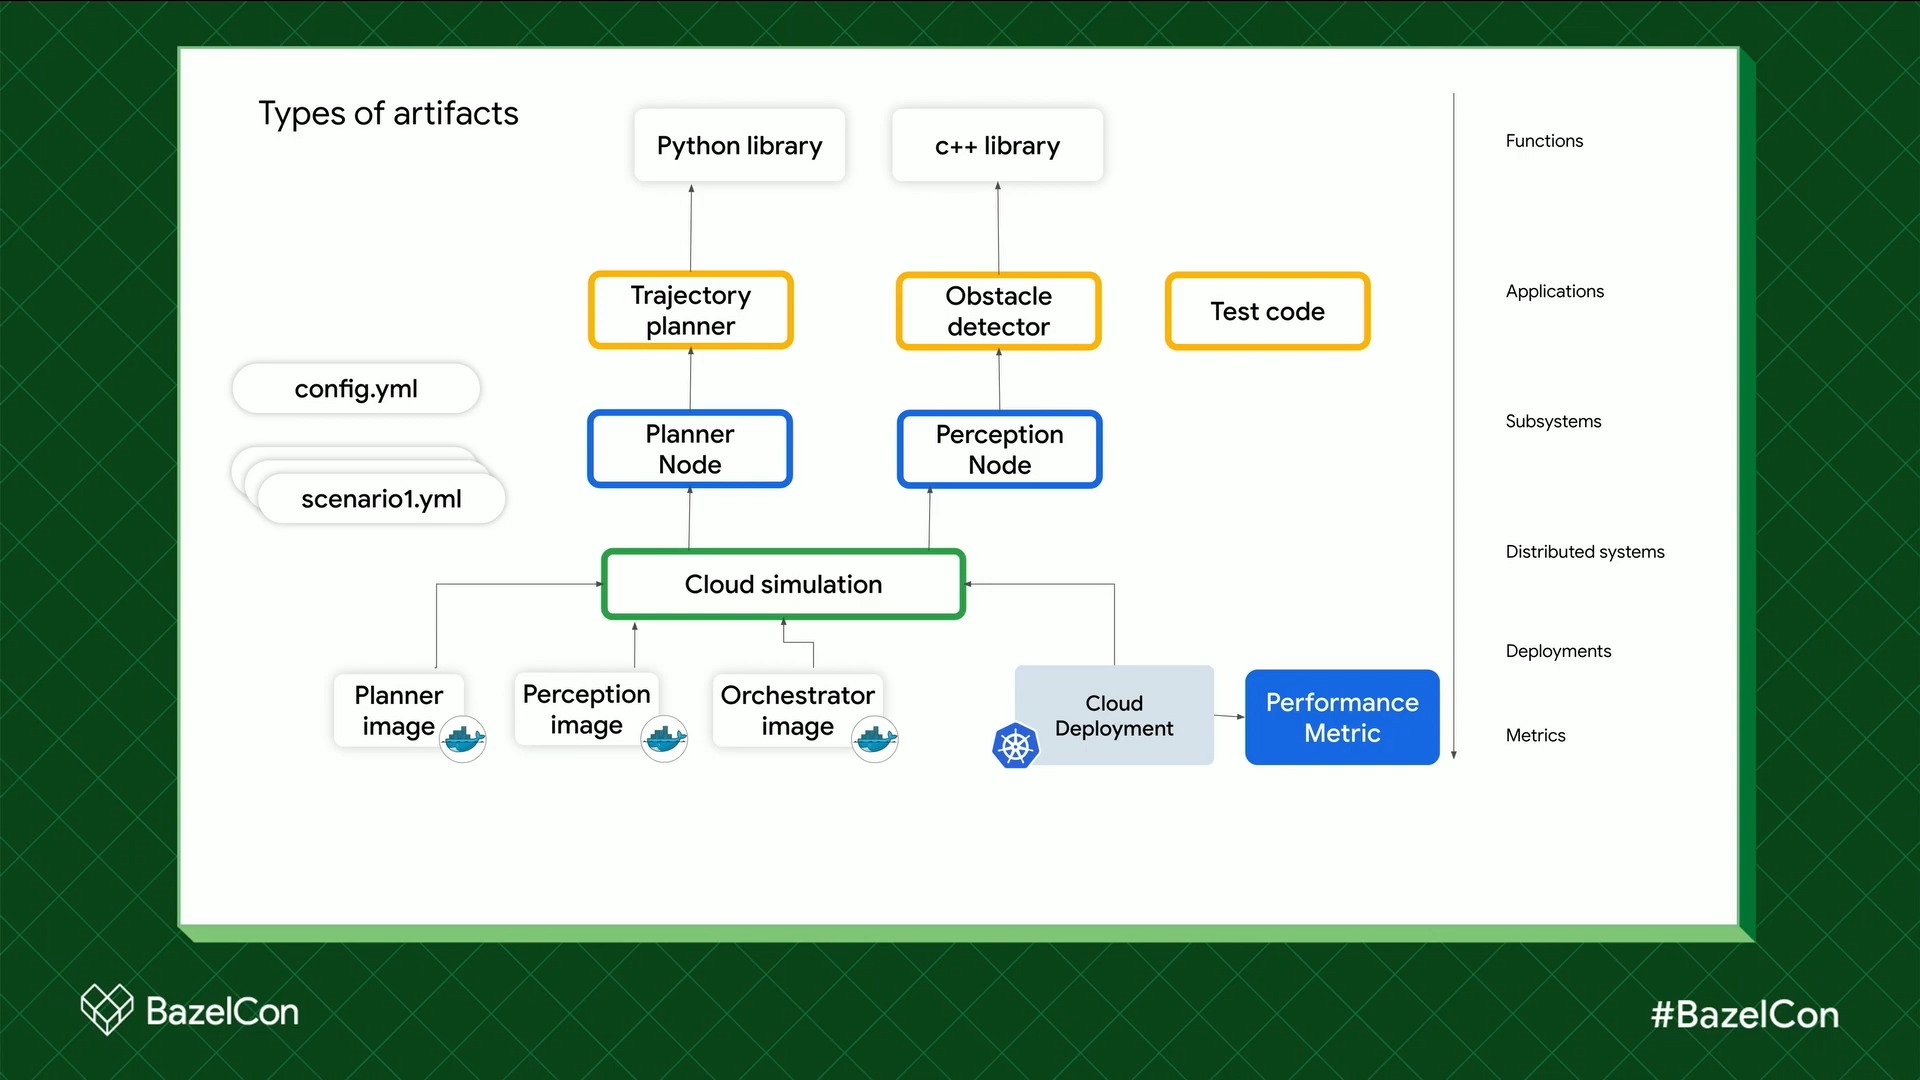 Types of artifacts
Python library
c++ library
Functions
Trajectory
planner
Obstacle
detector
Test code
Applications
config.yml
Planner
Node
Perception
Node
Subsystems
scenario1.yml
Cloud simulation
Distributed systems
Planner
image
Perception
image
Orchestrator
image
Cloud
Deployment
Performance
Metric
Deployments
Metrics
BazelCon
#BazelCon